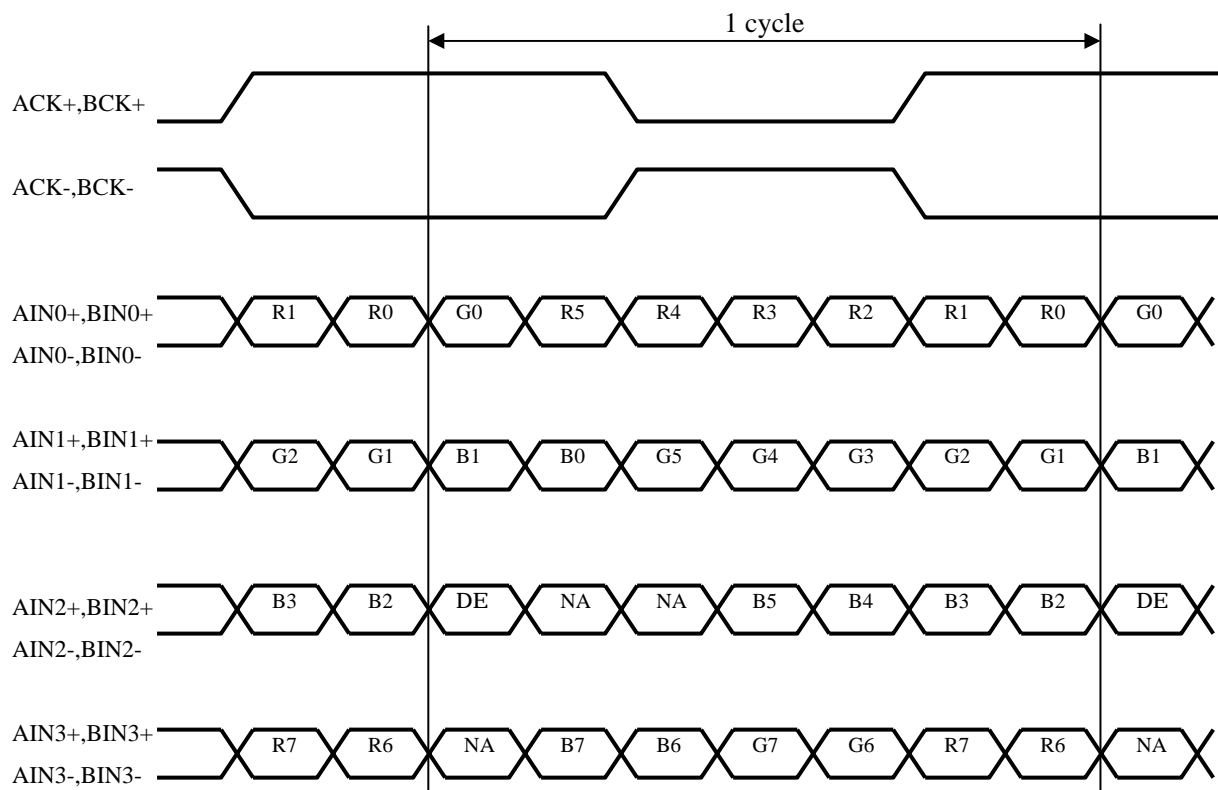 1 cycle
ACK+,BCK+
ACK-,BCK-
AIN0+,BIN0+
R1 R0 G0 R5 R4 R3 R2 R1 R0 G0
AIN0-,BIN0-
AIN1+,BIN1+
G2 G1 B1 B0 G5 G4 G3 G2 G1 B1
AIN1-,BIN1-
AIN2+,BIN2+
B3 B2 DE NA NA B5 B4 B3 B2 DE
AIN2-,BIN2-
AIN3+,BIN3+
R7 R6 NA B7 B6 G7 G6 R7 R6 NA
AIN3-,BIN3-